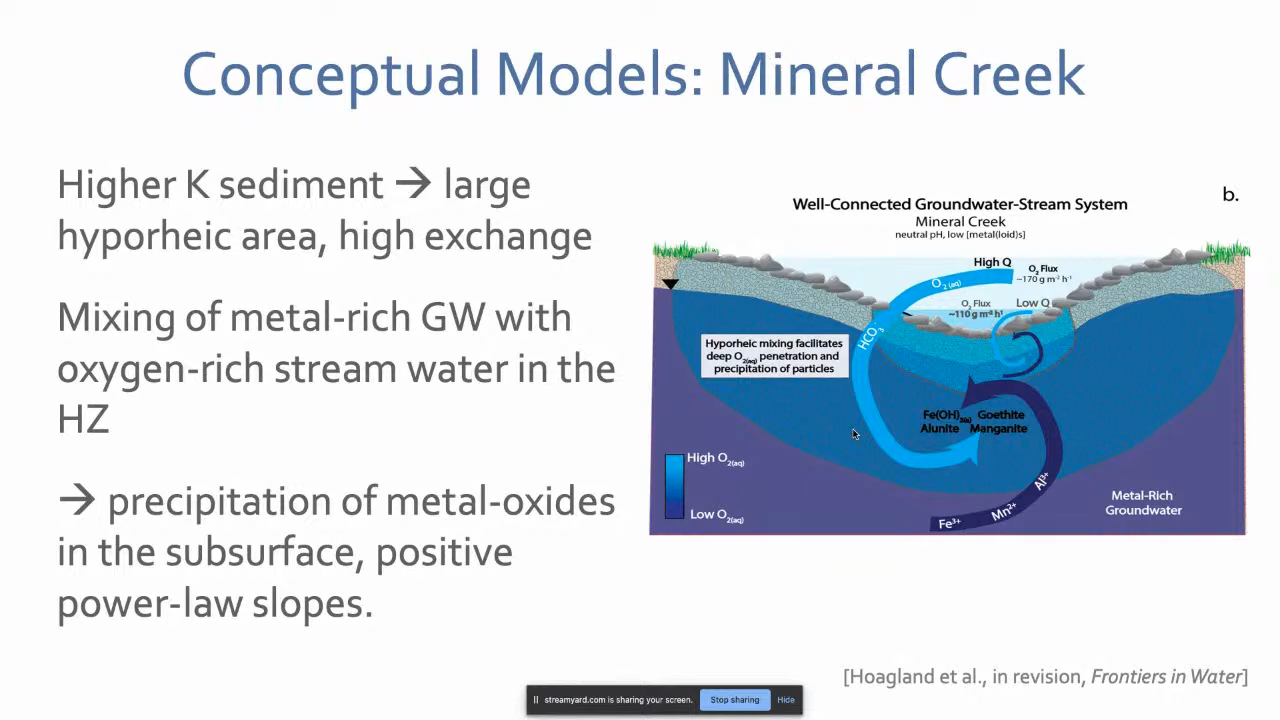 Conceptual Models: Mineral Creek
Higher K sediment → large
hyporheic area, high exchange
Mixing of metal-rich GW with
oxygen-rich stream water in the
HZ
→ precipitation of metal-oxides
in the subsurface, positive
power-law slopes.
b.
Well-Connected Groundwater-Stream System
Mineral Creek
neutral pH, low [metal(loid)s]
High Q
O₂ Flux
~170 g m⁻² h⁻¹
O₂ (aq)
O₂ Flux
~110 g m⁻² h¹
Low Q
HCO₃⁻
Hyporheic mixing facilitates
deep O₂(aq) penetration and
precipitation of particles
Fe(OH)₃(a) Goethite
Alunite Manganite
High O₂(aq)
Low O₂(aq)
Fe³⁺ Mn²⁺ Al³⁺
Metal-Rich
Groundwater
[Hoagland et al., in revision, Frontiers in Water]
streamyard.com is sharing your screen. Stop sharing Hide